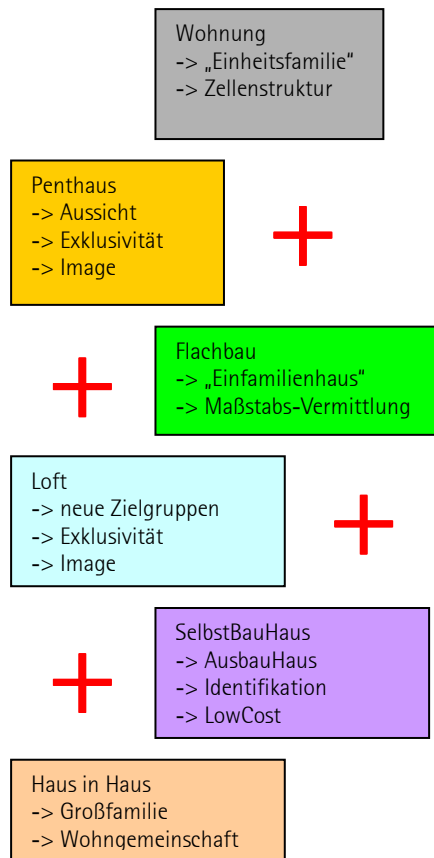 Wohnung
-> „Einheitsfamilie“
-> Zellenstruktur
Penthaus
-> Aussicht
-> Exklusivität
-> Image
Flachbau
-> „Einfamilienhaus“
-> Maßstabs-Vermittlung
Loft
-> neue Zielgruppen
-> Exklusivität
-> Image
SelbstBauHaus
-> AusbauHaus
-> Identifikation
-> LowCost
Haus in Haus
-> Großfamilie
-> Wohngemeinschaft